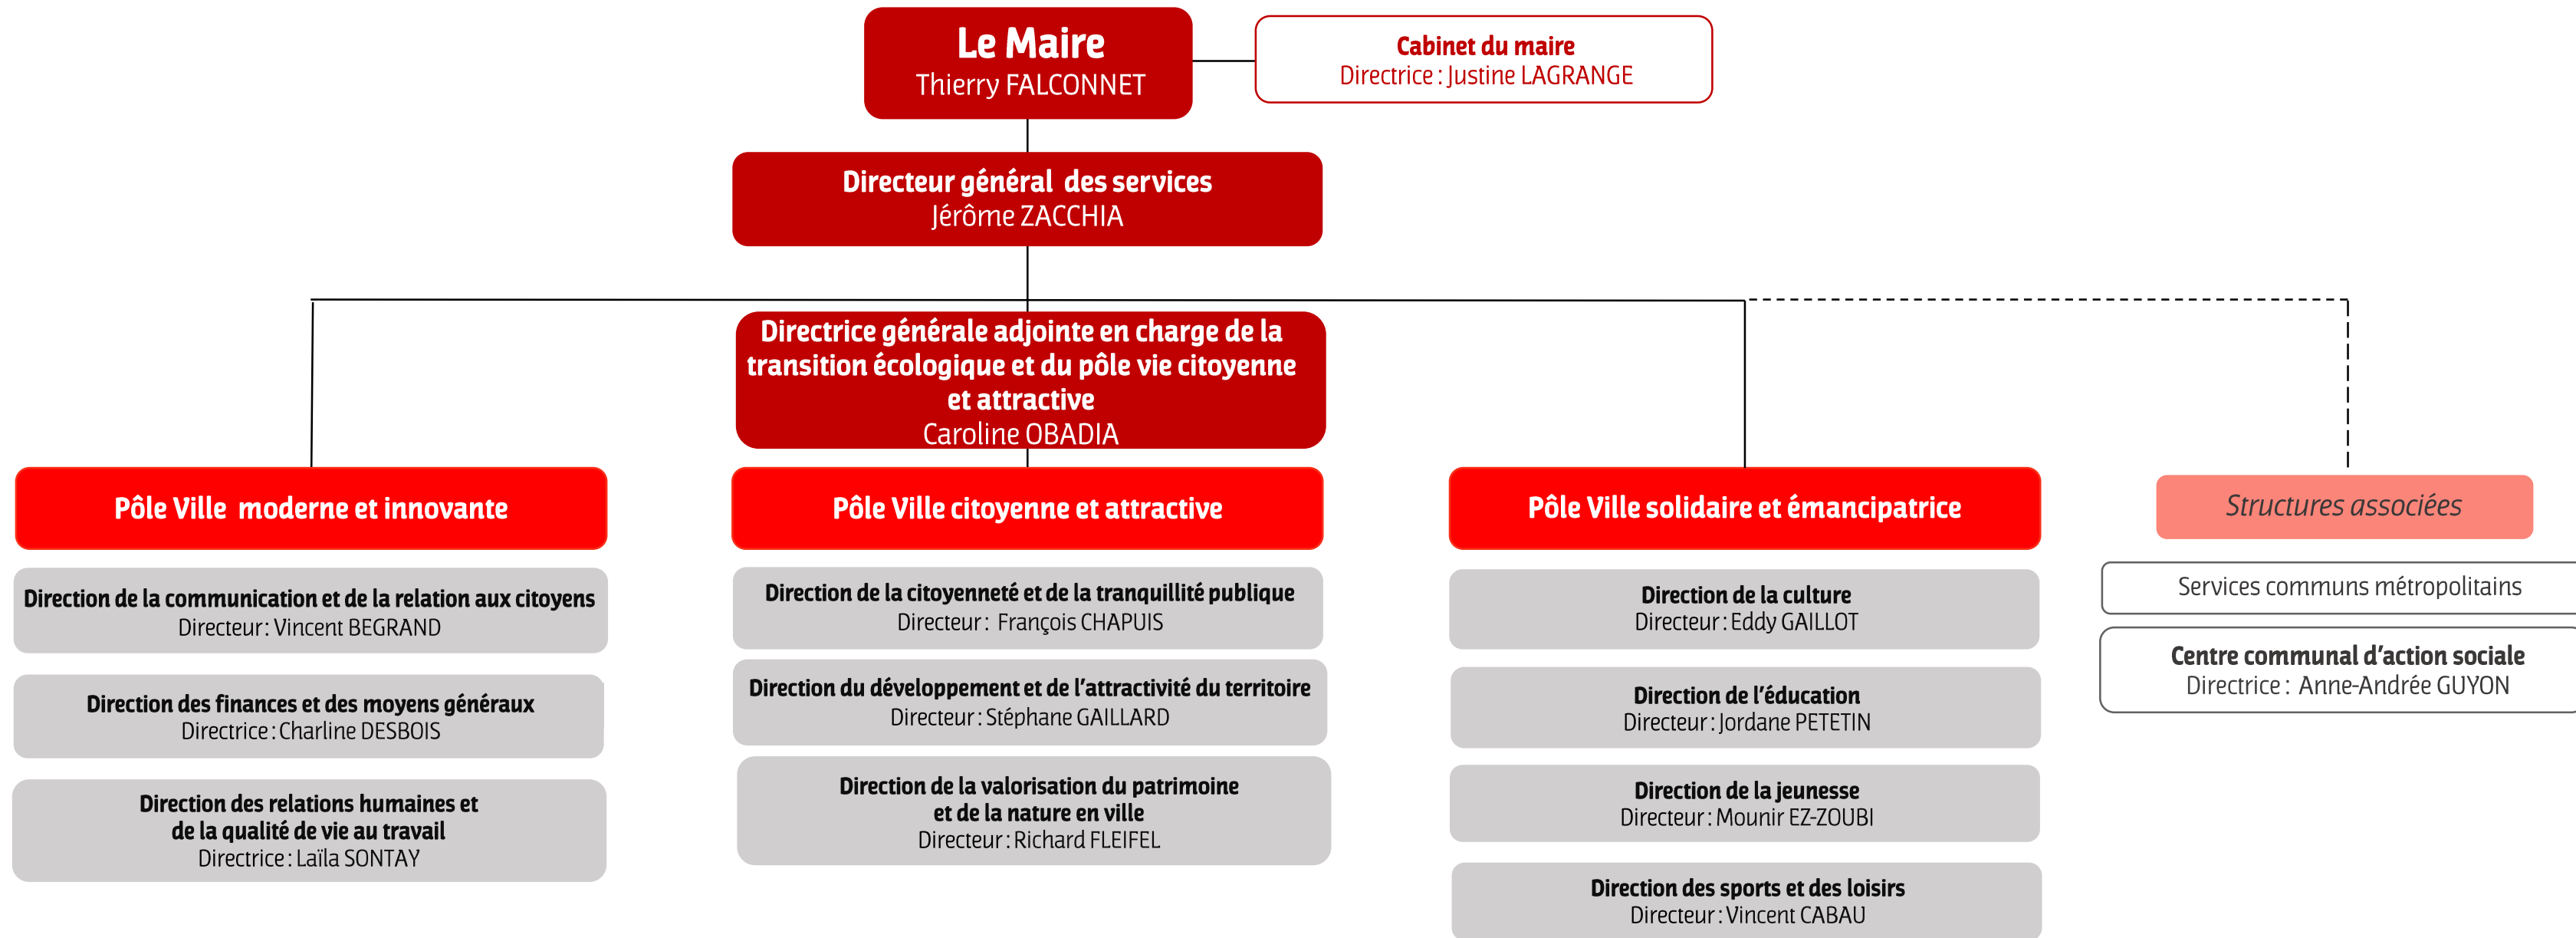 Le Maire
Thierry FALCONNET
Cabinet du maire
Directrice : Justine LAGRANGE
Directeur général des services
Jérôme ZACCHIA
Directrice générale adjointe en charge de la
transition écologique et du pôle vie citoyenne
et attractive
Caroline OBADIA
Pôle Ville moderne et innovante
Direction de la communication et de la relation aux citoyens
Directeur : Vincent BEGRAND
Direction des finances et des moyens généraux
Directrice : Charline DESBOIS
Direction des relations humaines et
de la qualité de vie au travail
Directrice : Laïla SONTAY
Pôle Ville citoyenne et attractive
Direction de la citoyenneté et de la tranquillité publique
Directeur : François CHAPUIS
Direction du développement et de l’attractivité du territoire
Directeur : Stéphane GAILLARD
Direction de la valorisation du patrimoine
et de la nature en ville
Directeur : Richard FLEIFEL
Pôle Ville solidaire et émancipatrice
Direction de la culture
Directeur : Eddy GAILLOT
Direction de l’éducation
Directeur : Jordane PETETIN
Direction de la jeunesse
Directeur : Mounir EZ-ZOUBI
Direction des sports et des loisirs
Directeur : Vincent CABAU
Structures associées
Services communs métropolitains
Centre communal d’action sociale
Directrice : Anne-Andrée GUYON